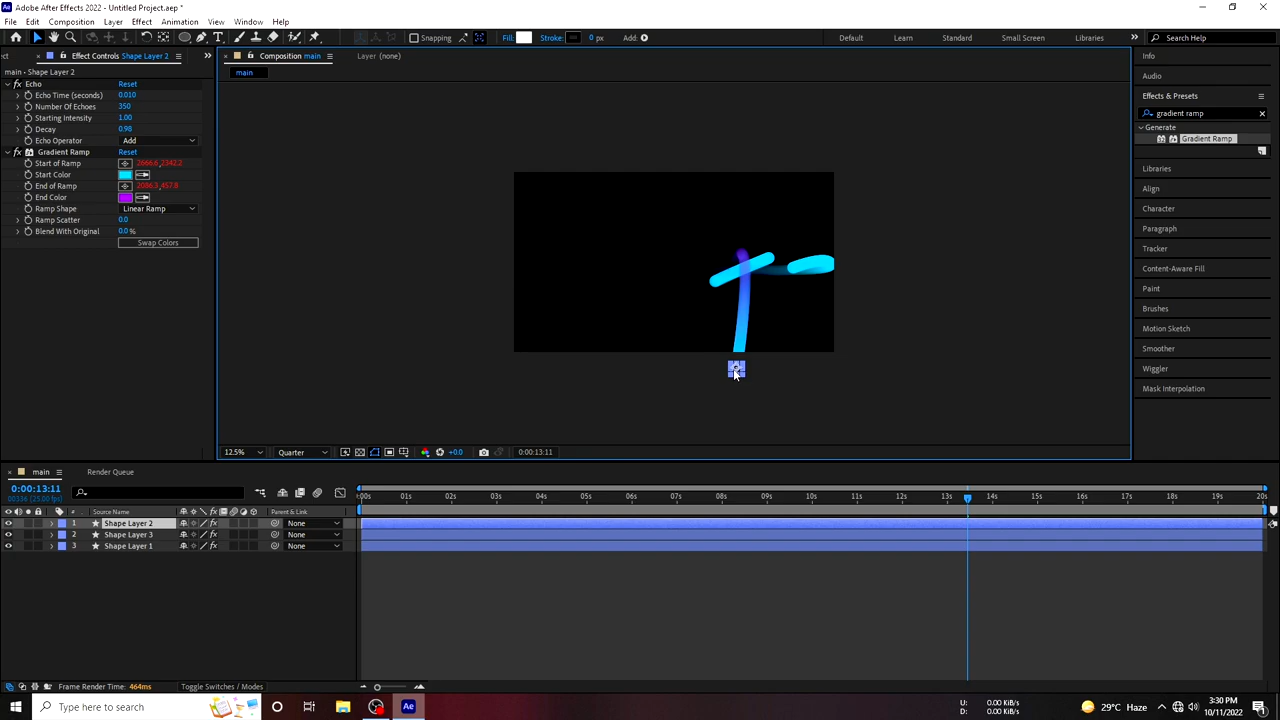 Adobe After Effects 2022 - Untitled Project.aep *
File Edit Composition Layer Effect Animation View Window Help
Snapping Fill: Stroke: 0 px Add: Default Learn Standard Small Screen Libraries Search Help
Effect Controls Shape Layer 2
Composition main
Layer (none)
main • Shape Layer 2
main
fx Echo Reset
Echo Time (seconds) 0.010
Number Of Echoes 350
Starting Intensity 1.00
Decay 0.98
Echo Operator Add
Gradient Ramp Reset
Start of Ramp 2666.6,2342.2
Start Color
End of Ramp 2086.3,457.8
End Color
Ramp Shape Linear Ramp
Ramp Scatter 0.0
Blend With Original 0.0 %
Swap Colors
Info
Audio
Effects & Presets
gradient ramp
Generate
Gradient Ramp
Libraries
Align
Character
Paragraph
Tracker
Content-Aware Fill
Paint
Brushes
Motion Sketch
Smoother
Wiggler
Mask Interpolation
12.5% Quarter +0.0 0:00:13:11
main Render Queue
0:00:13:11
00336 (25.00 fps)
:00s 01s 02s 03s 04s 05s 06s 07s 08s 09s 10s 11s 12s 13s 14s 15s 16s 17s 18s 19s 20s
# Source Name Parent & Link
1 Shape Layer 2 None
2 Shape Layer 3 None
3 Shape Layer 1 None
Frame Render Time: 464ms Toggle Switches / Modes
Type here to search
Ae
U: 0.00 KiB/s
D: 0.00 KiB/s
29°C Haze
3:30 PM
10/11/2022